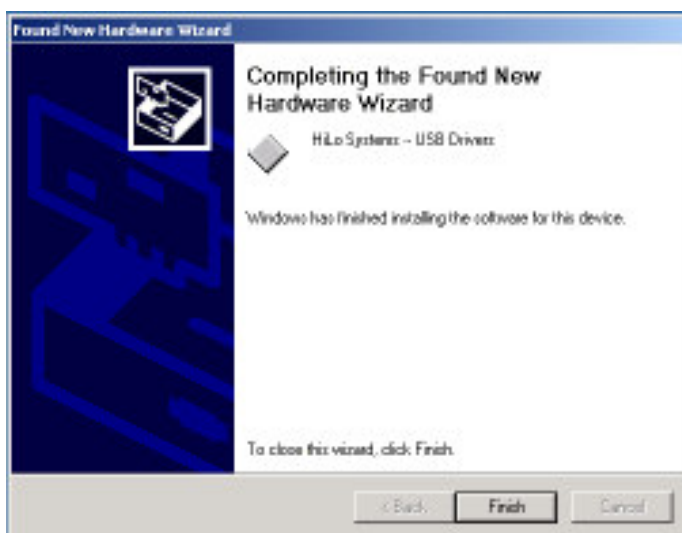 Found New Hardware Wizard
Completing the Found New
Hardware Wizard
HiLo Systems -- USB Drivers
Windows has finished installing the software for this device.
To close this wizard, click Finish.
< Back
Finish
Cancel